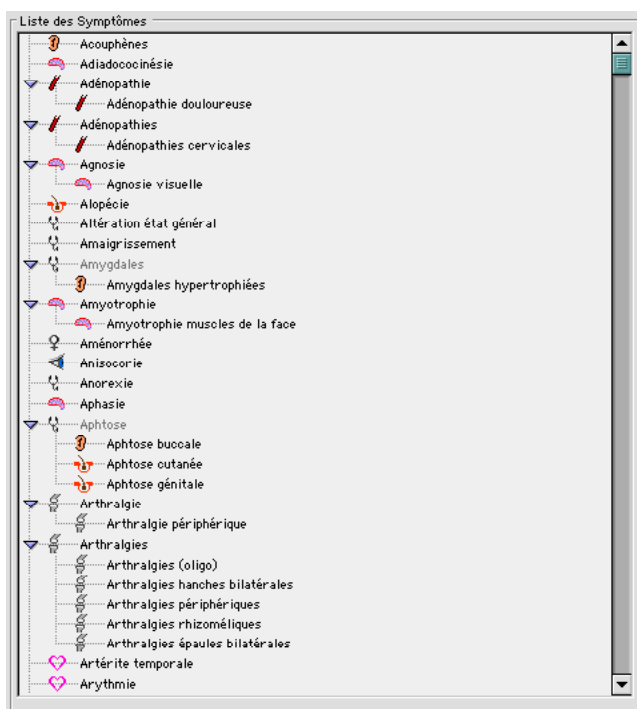 Liste des Symptômes
Acouphènes
Adiadococinésie
Adénopathie
Adénopathie douloureuse
Adénopathies
Adénopathies cervicales
Agnosie
Agnosie visuelle
Alopécie
Altération état général
Amaigrissement
Amygdales
Amygdales hypertrophiées
Amyotrophie
Amyotrophie muscles de la face
Aménorrhée
Anisocorie
Anorexie
Aphasie
Aphtose
Aphtose buccale
Aphtose cutanée
Aphtose génitale
Arthralgie
Arthralgie périphérique
Arthralgies
Arthralgies (oligo)
Arthralgies hanches bilatérales
Arthralgies périphériques
Arthralgies rhizoméliques
Arthralgies épaules bilatérales
Artérite temporale
Arythmie